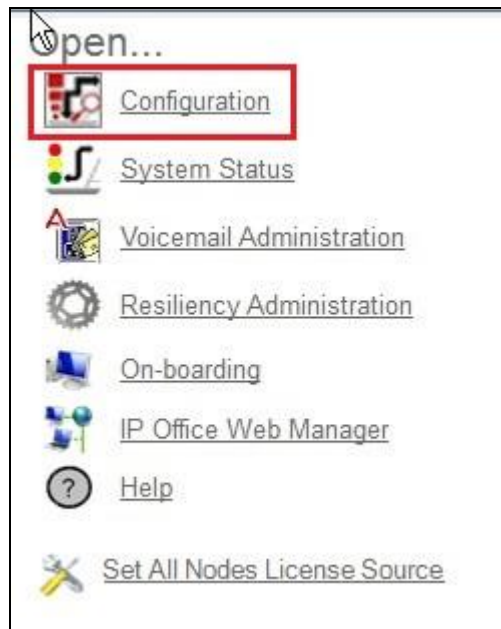 Open...
Configuration
System Status
Voicemail Administration
Resiliency Administration
On-boarding
IP Office Web Manager
? Help
Set All Nodes License Source